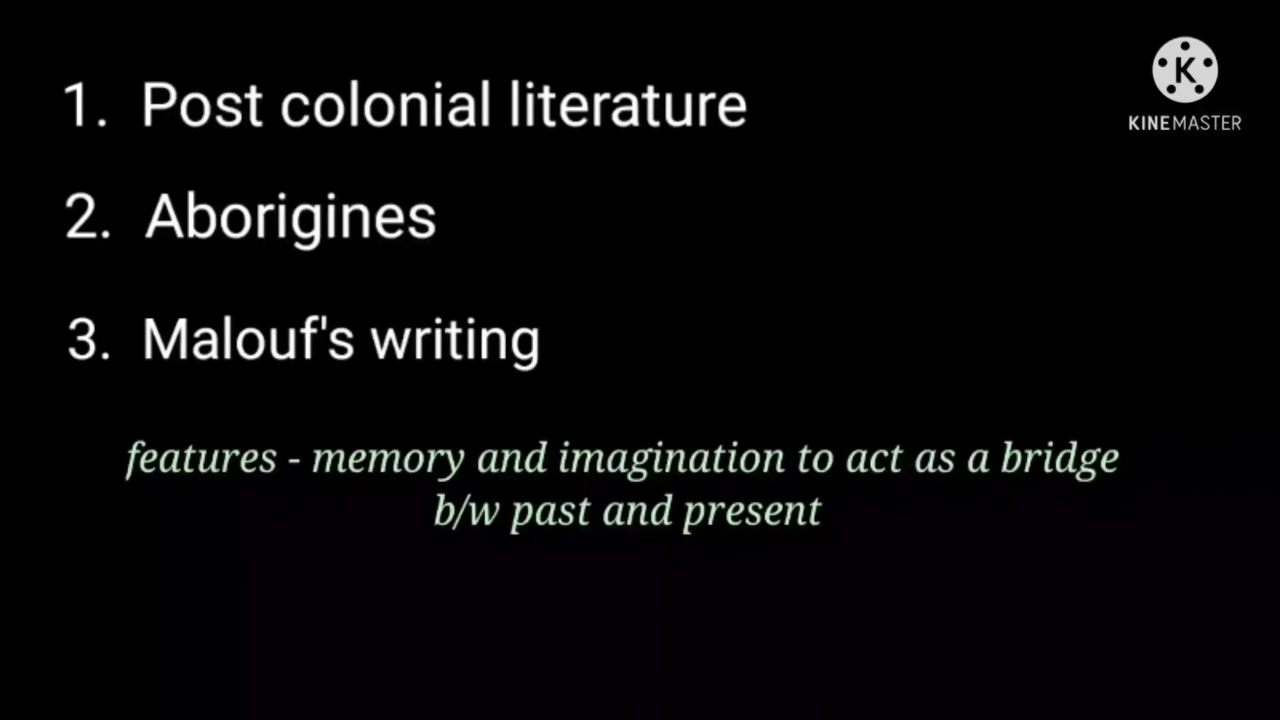 1. Post colonial literature
K
KINEMASTER
2. Aborigines
3. Malouf's writing
features - memory and imagination to act as a bridge
b/w past and present